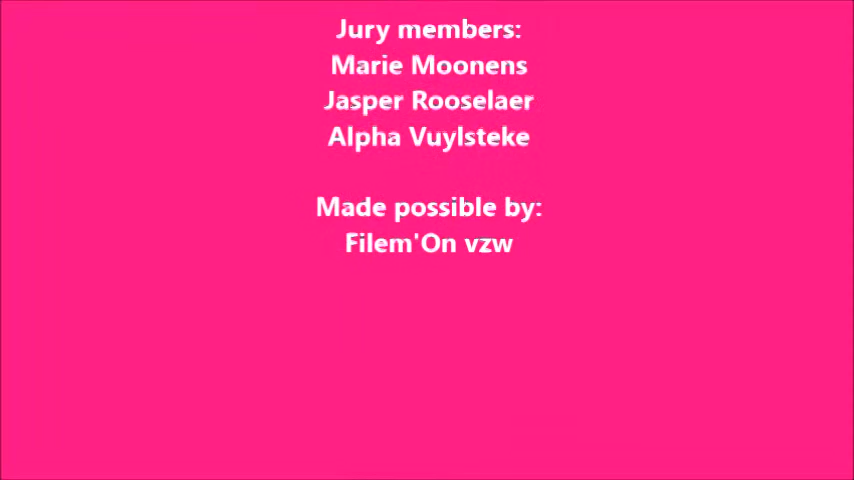 Jury members:
Marie Moonens
Jasper Rooselaer
Alpha Vuylsteke
Made possible by:
Filem'On vzw